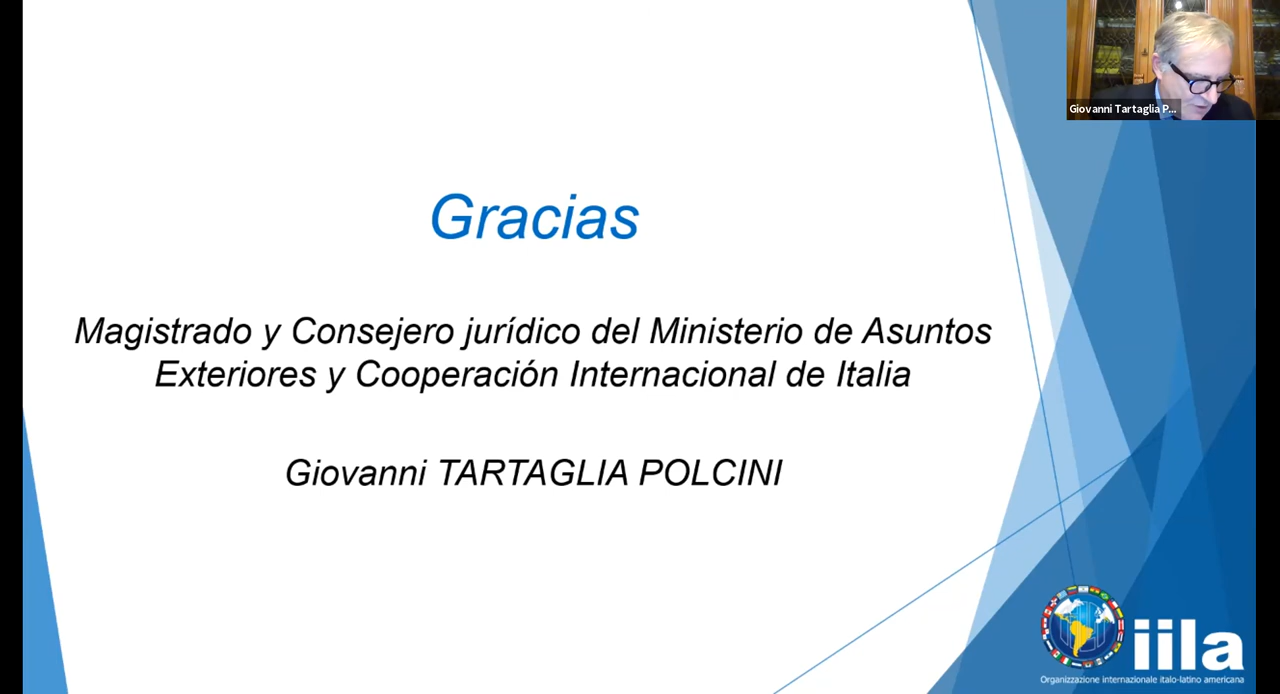 Giovanni Tartaglia P...
Gracias
Magistrado y Consejero jurídico del Ministerio de Asuntos
Exteriores y Cooperación Internacional de Italia
Giovanni TARTAGLIA POLCINI
iila
Organizzazione internazionale italo-latino americana